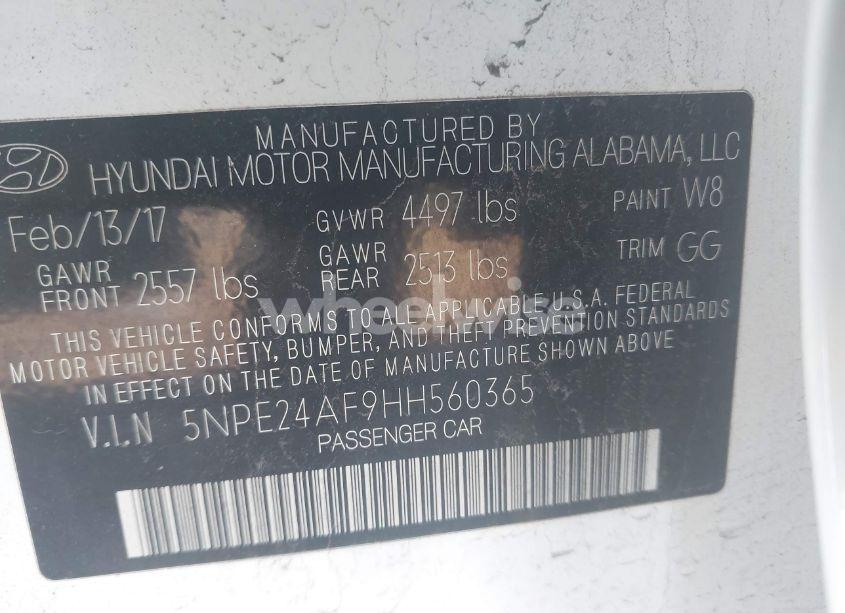 MANUFACTURED BY
HYUNDAI MOTOR MANUFACTURING ALABAMA, LLC
Feb/13/17 GVWR 4497 lbs PAINT W8
GAWR FRONT 2557 lbs GAWR REAR 2513 lbs TRIM GG
wheelwise
THIS VEHICLE CONFORMS TO ALL APPLICABLE U.S.A. FEDERAL
MOTOR VEHICLE SAFETY, BUMPER, AND THEFT PREVENTION STANDARDS
IN EFFECT ON THE DATE OF MANUFACTURE SHOWN ABOVE
V.I.N 5NPE24AF9HH560365
PASSENGER CAR